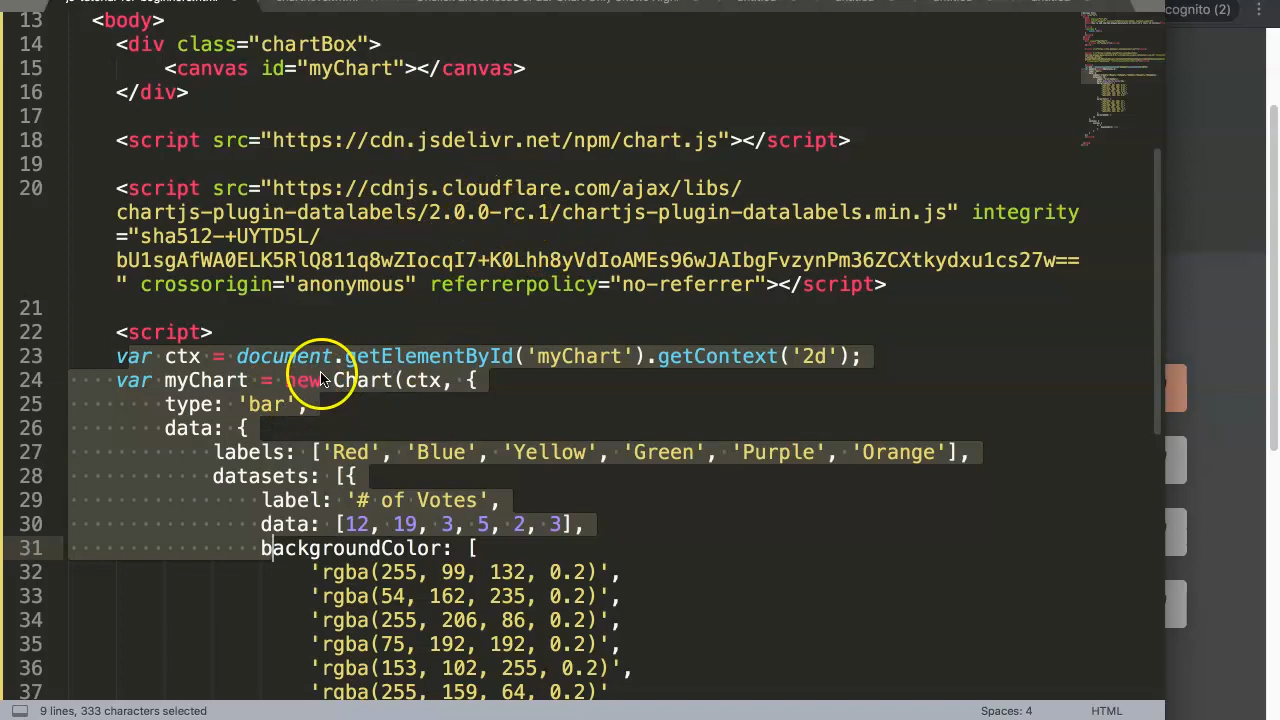 cognito (2)
13 <body>
14 <div class="chartBox">
15 <canvas id="myChart"></canvas>
16 </div>
17
18 <script src="https://cdn.jsdelivr.net/npm/chart.js"></script>
19
20 <script src="https://cdnjs.cloudflare.com/ajax/libs/
chartjs-plugin-datalabels/2.0.0-rc.1/chartjs-plugin-datalabels.min.js" integrity
="sha512-+UYTD5L/
bU1sgAfWA0ELK5RlQ811q8wZIocqI7+K0Lhh8yVdIoAMEs96wJAIbgFvzynPm36ZCXtkydxu1cs27w==
" crossorigin="anonymous" referrerpolicy="no-referrer"></script>
21
22 <script>
23 var ctx = document.getElementById('myChart').getContext('2d');
24 var myChart = new Chart(ctx, {
25 type: 'bar',
26 data: {
27 labels: ['Red', 'Blue', 'Yellow', 'Green', 'Purple', 'Orange'],
28 datasets: [{
29 label: '# of Votes',
30 data: [12, 19, 3, 5, 2, 3],
31 backgroundColor: [
32 'rgba(255, 99, 132, 0.2)',
33 'rgba(54, 162, 235, 0.2)',
34 'rgba(255, 206, 86, 0.2)',
35 'rgba(75, 192, 192, 0.2)',
36 'rgba(153, 102, 255, 0.2)',
37 'rgba(255, 159, 64, 0.2)'
9 lines, 333 characters selected
Spaces: 4
HTML